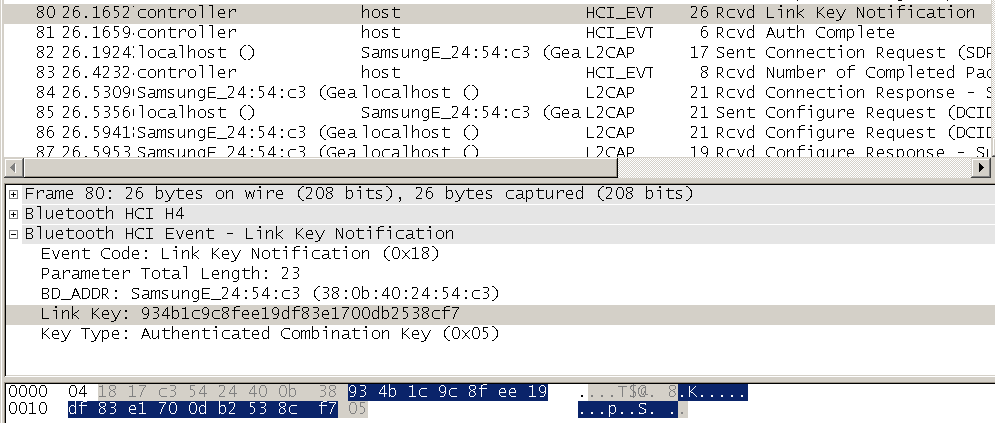 80 26.1652 controller host HCI_EVT 26 Rcvd Link Key Notification
81 26.1659 controller host HCI_EVT 6 Rcvd Auth Complete
82 26.1924 localhost () SamsungE_24:54:c3 (Gea L2CAP 17 Sent Connection Request (SDP
83 26.4232 controller host HCI_EVT 8 Rcvd Number of Completed Pac
84 26.5309 SamsungE_24:54:c3 (Gea localhost () L2CAP 21 Rcvd Connection Response - S
85 26.5356 localhost () SamsungE_24:54:c3 (Gea L2CAP 21 Sent Configure Request (DCID
86 26.5941 SamsungE_24:54:c3 (Gea localhost () L2CAP 21 Rcvd Configure Request (DCID
87 26.5953 SamsungE_24:54:c3 (Gea localhost () L2CAP 19 Rcvd Configure Response - Su
Frame 80: 26 bytes on wire (208 bits), 26 bytes captured (208 bits)
Bluetooth HCI H4
Bluetooth HCI Event - Link Key Notification
Event Code: Link Key Notification (0x18)
Parameter Total Length: 23
BD_ADDR: SamsungE_24:54:c3 (38:0b:40:24:54:c3)
Link Key: 934b1c9c8fee19df83e1700db2538cf7
Key Type: Authenticated Combination Key (0x05)
0000 04 18 17 c3 54 24 40 0b 38 93 4b 1c 9c 8f ee 19 ....T$@. 8.K.....
0010 df 83 e1 70 0d b2 53 8c f7 05 ...p..S. ..